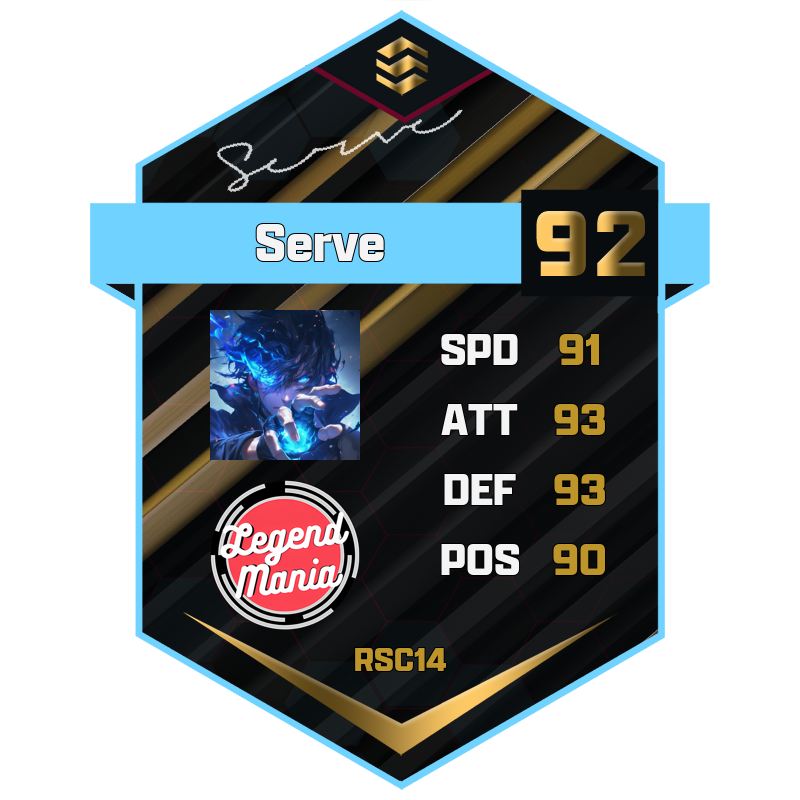 Serve
Serve 92
SPD 91
ATT 93
DEF 93
POS 90
Legend
Mania
RSC14